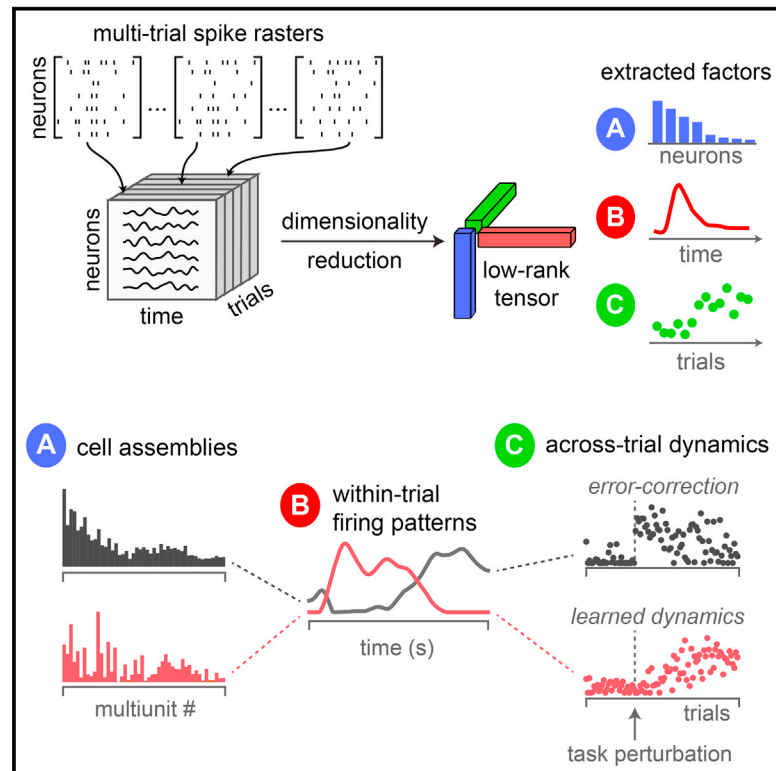 multi-trial spike rasters
neurons
... ...
extracted factors
A
neurons
B
time
C
trials
neurons
time
trials
dimensionality
reduction
low-rank
tensor
A cell assemblies
multiunit #
B within-trial
firing patterns
time (s)
C across-trial dynamics
error-correction
learned dynamics
trials
task perturbation